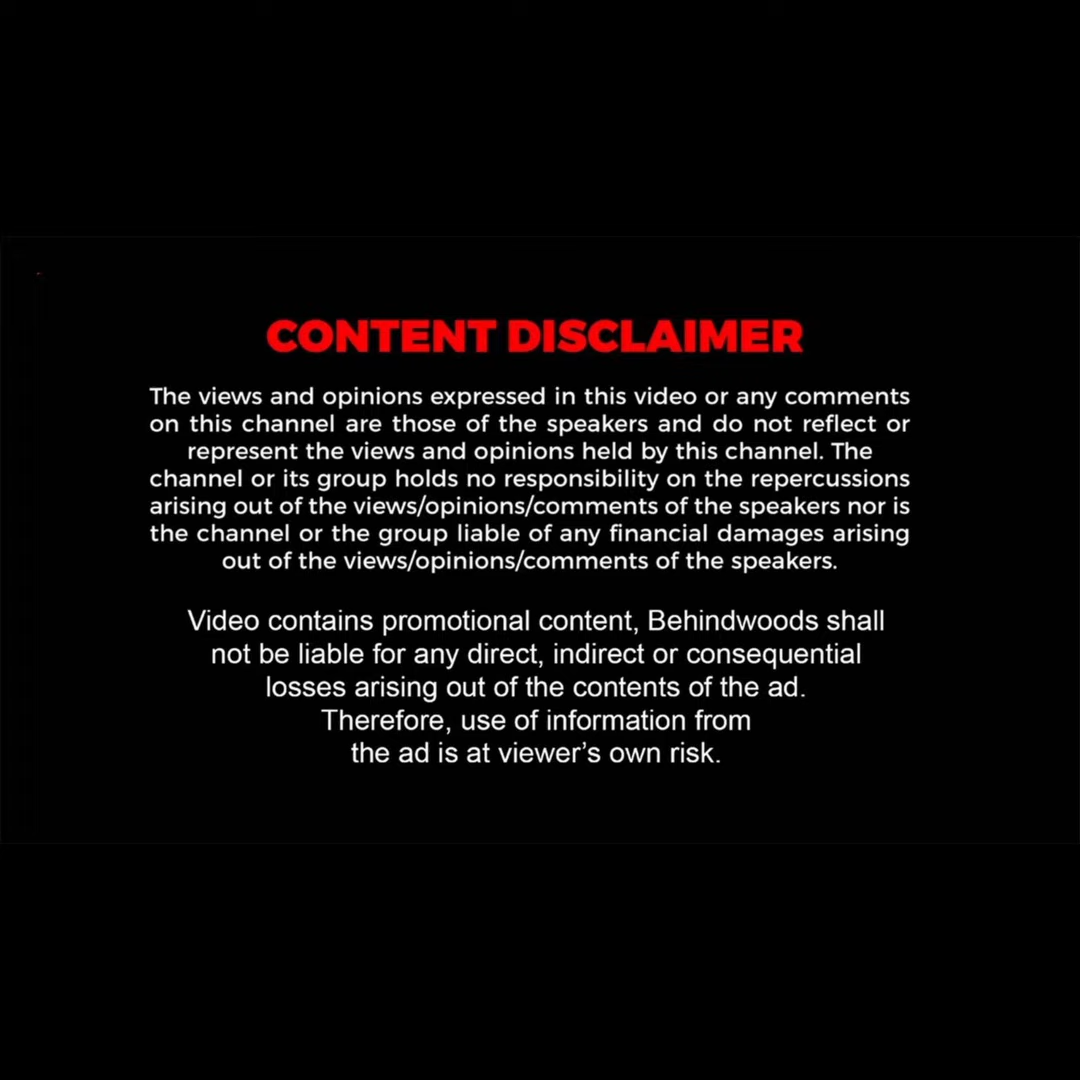 CONTENT DISCLAIMER
The views and opinions expressed in this video or any comments
on this channel are those of the speakers and do not reflect or
represent the views and opinions held by this channel. The
channel or its group holds no responsibility on the repercussions
arising out of the views/opinions/comments of the speakers nor is
the channel or the group liable of any financial damages arising
out of the views/opinions/comments of the speakers.
Video contains promotional content, Behindwoods shall
not be liable for any direct, indirect or consequential
losses arising out of the contents of the ad.
Therefore, use of information from
the ad is at viewer’s own risk.